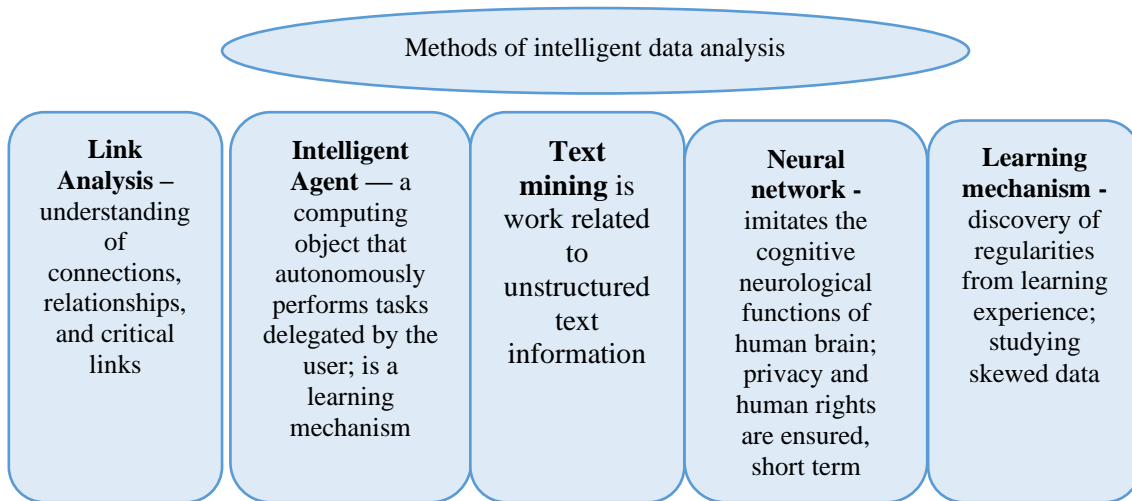 Methods of intelligent data analysis
Link
Analysis –
understanding
of
connections,
relationships,
and critical
links
Intelligent
Agent — a
computing
object that
autonomously
performs tasks
delegated by the
user; is a
learning
mechanism
Text
mining is
work related
to
unstructured
text
information
Neural
network -
imitates the
cognitive
neurological
functions of
human brain;
privacy and
human rights
are ensured,
short term
Learning
mechanism -
discovery of
regularities
from learning
experience;
studying
skewed data